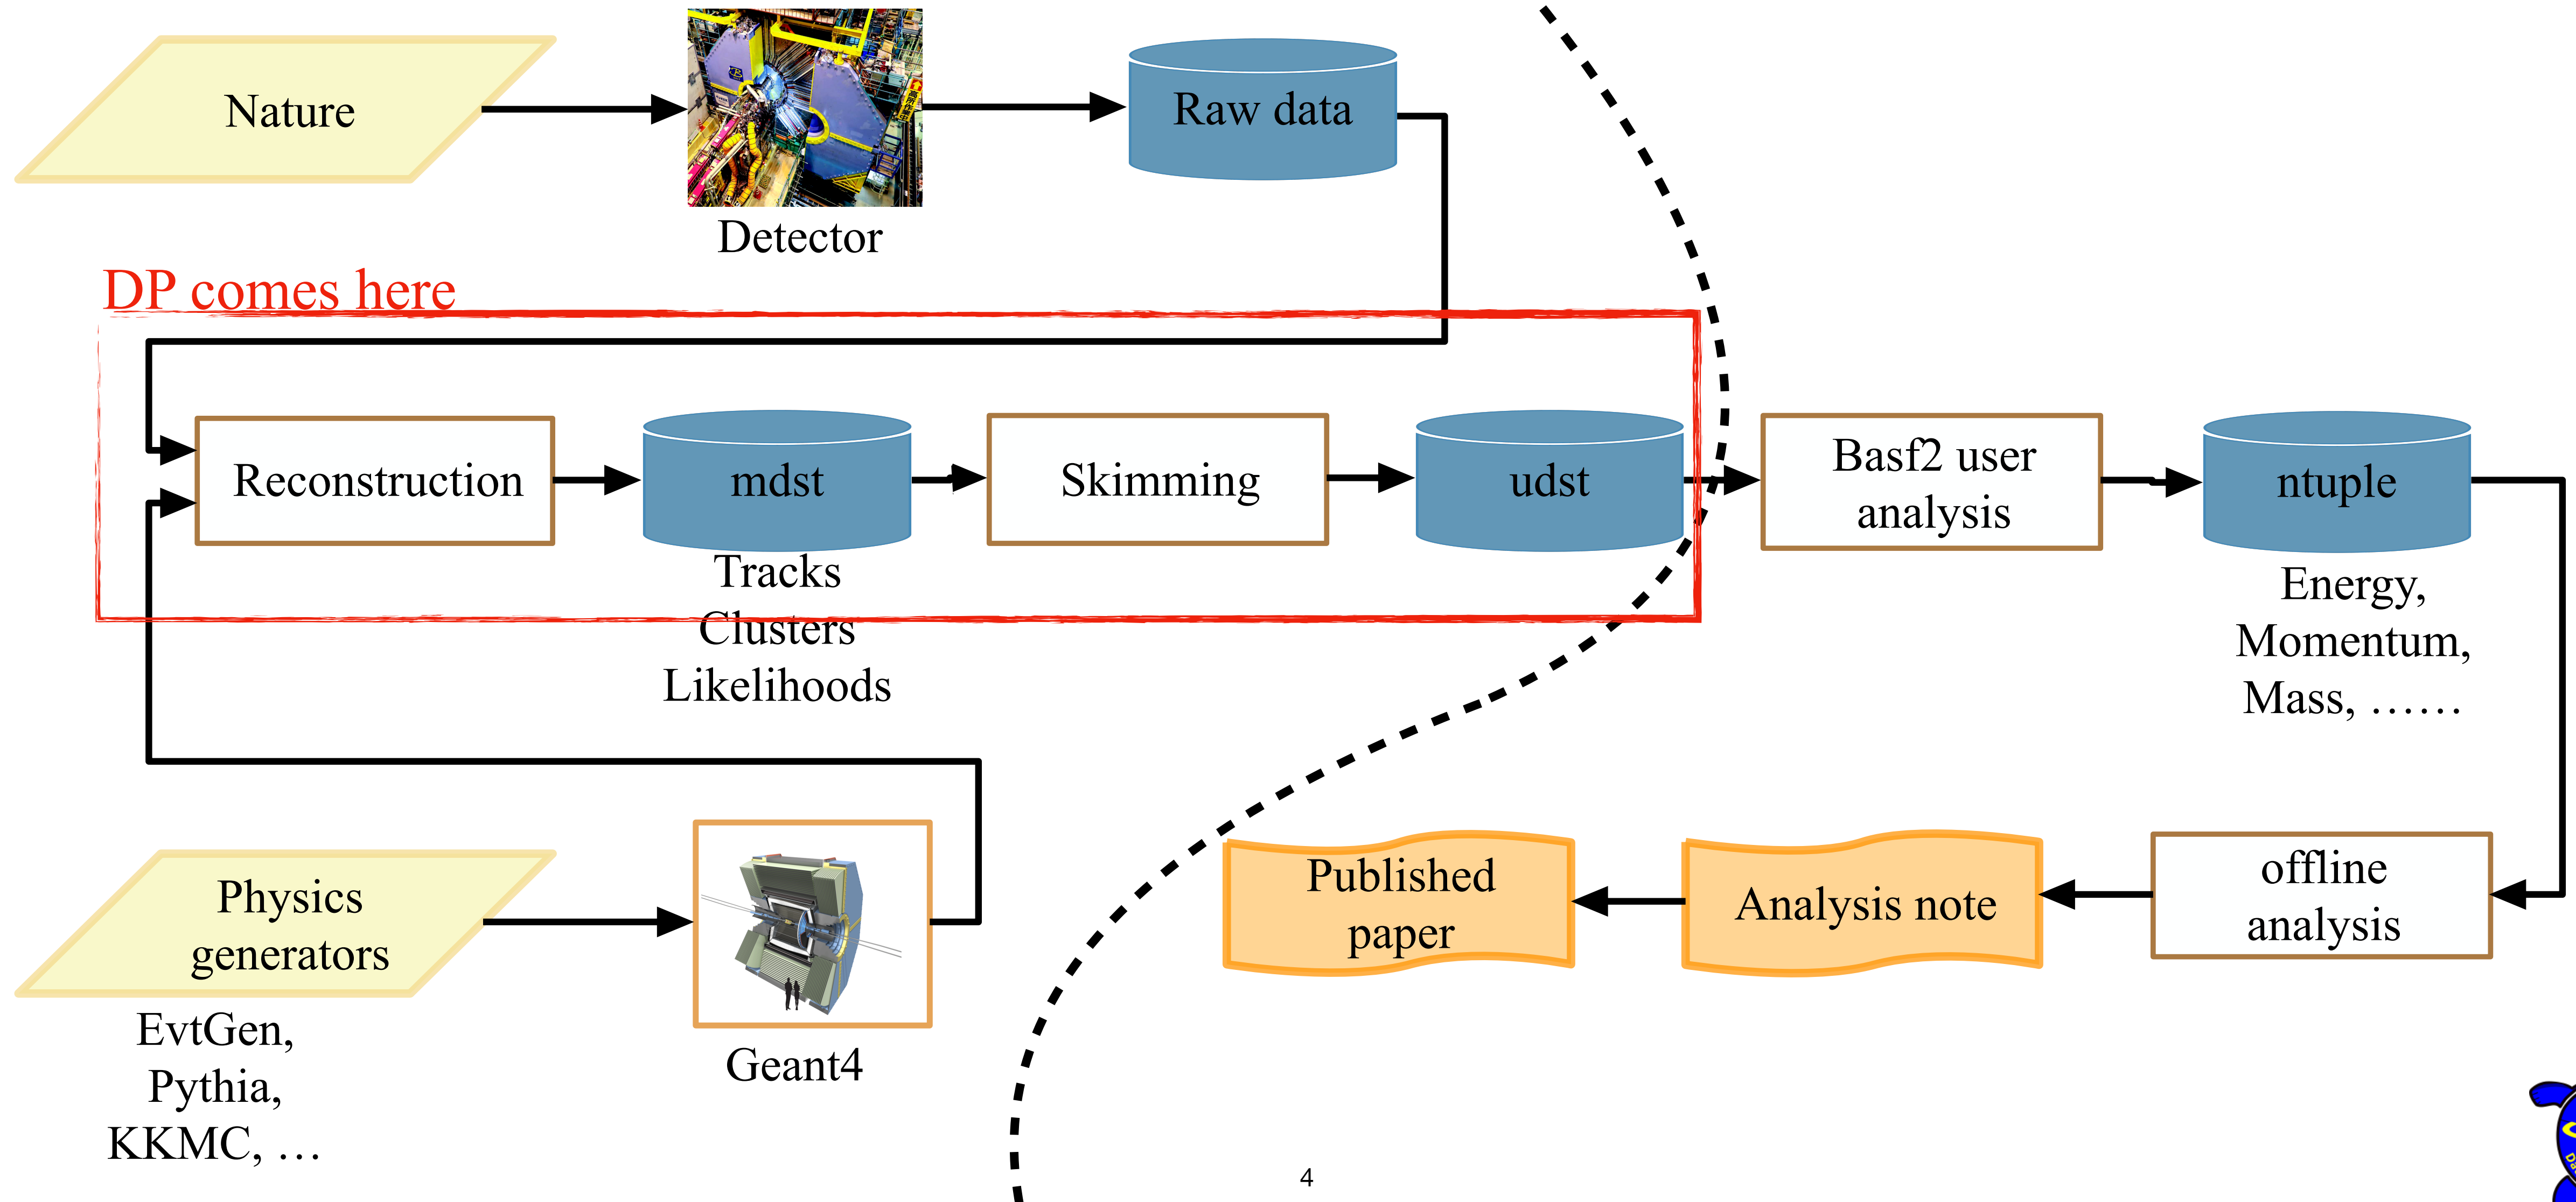 Nature
Detector
Raw data
DP comes here
Reconstruction
mdst
Tracks
Clusters
Likelihoods
Skimming
udst
Basf2 user
analysis
ntuple
Energy,
Momentum,
Mass, ……
Physics
generators
EvtGen,
Pythia,
KKMC, …
Geant4
Published
paper
Analysis note
offline
analysis
4